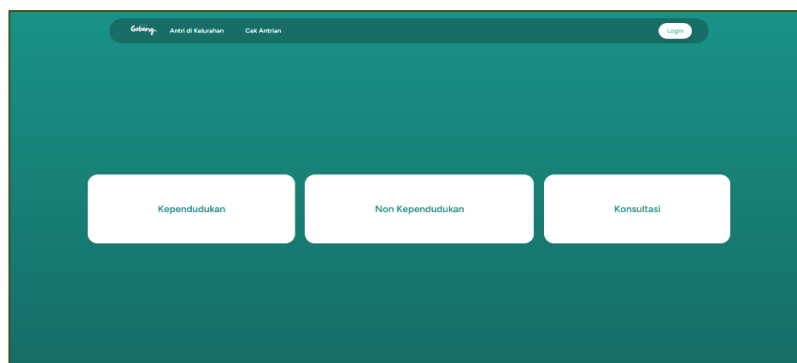 Gebang
Antri di Kelurahan
Cek Antrian
Login
Kependudukan
Non Kependudukan
Konsultasi